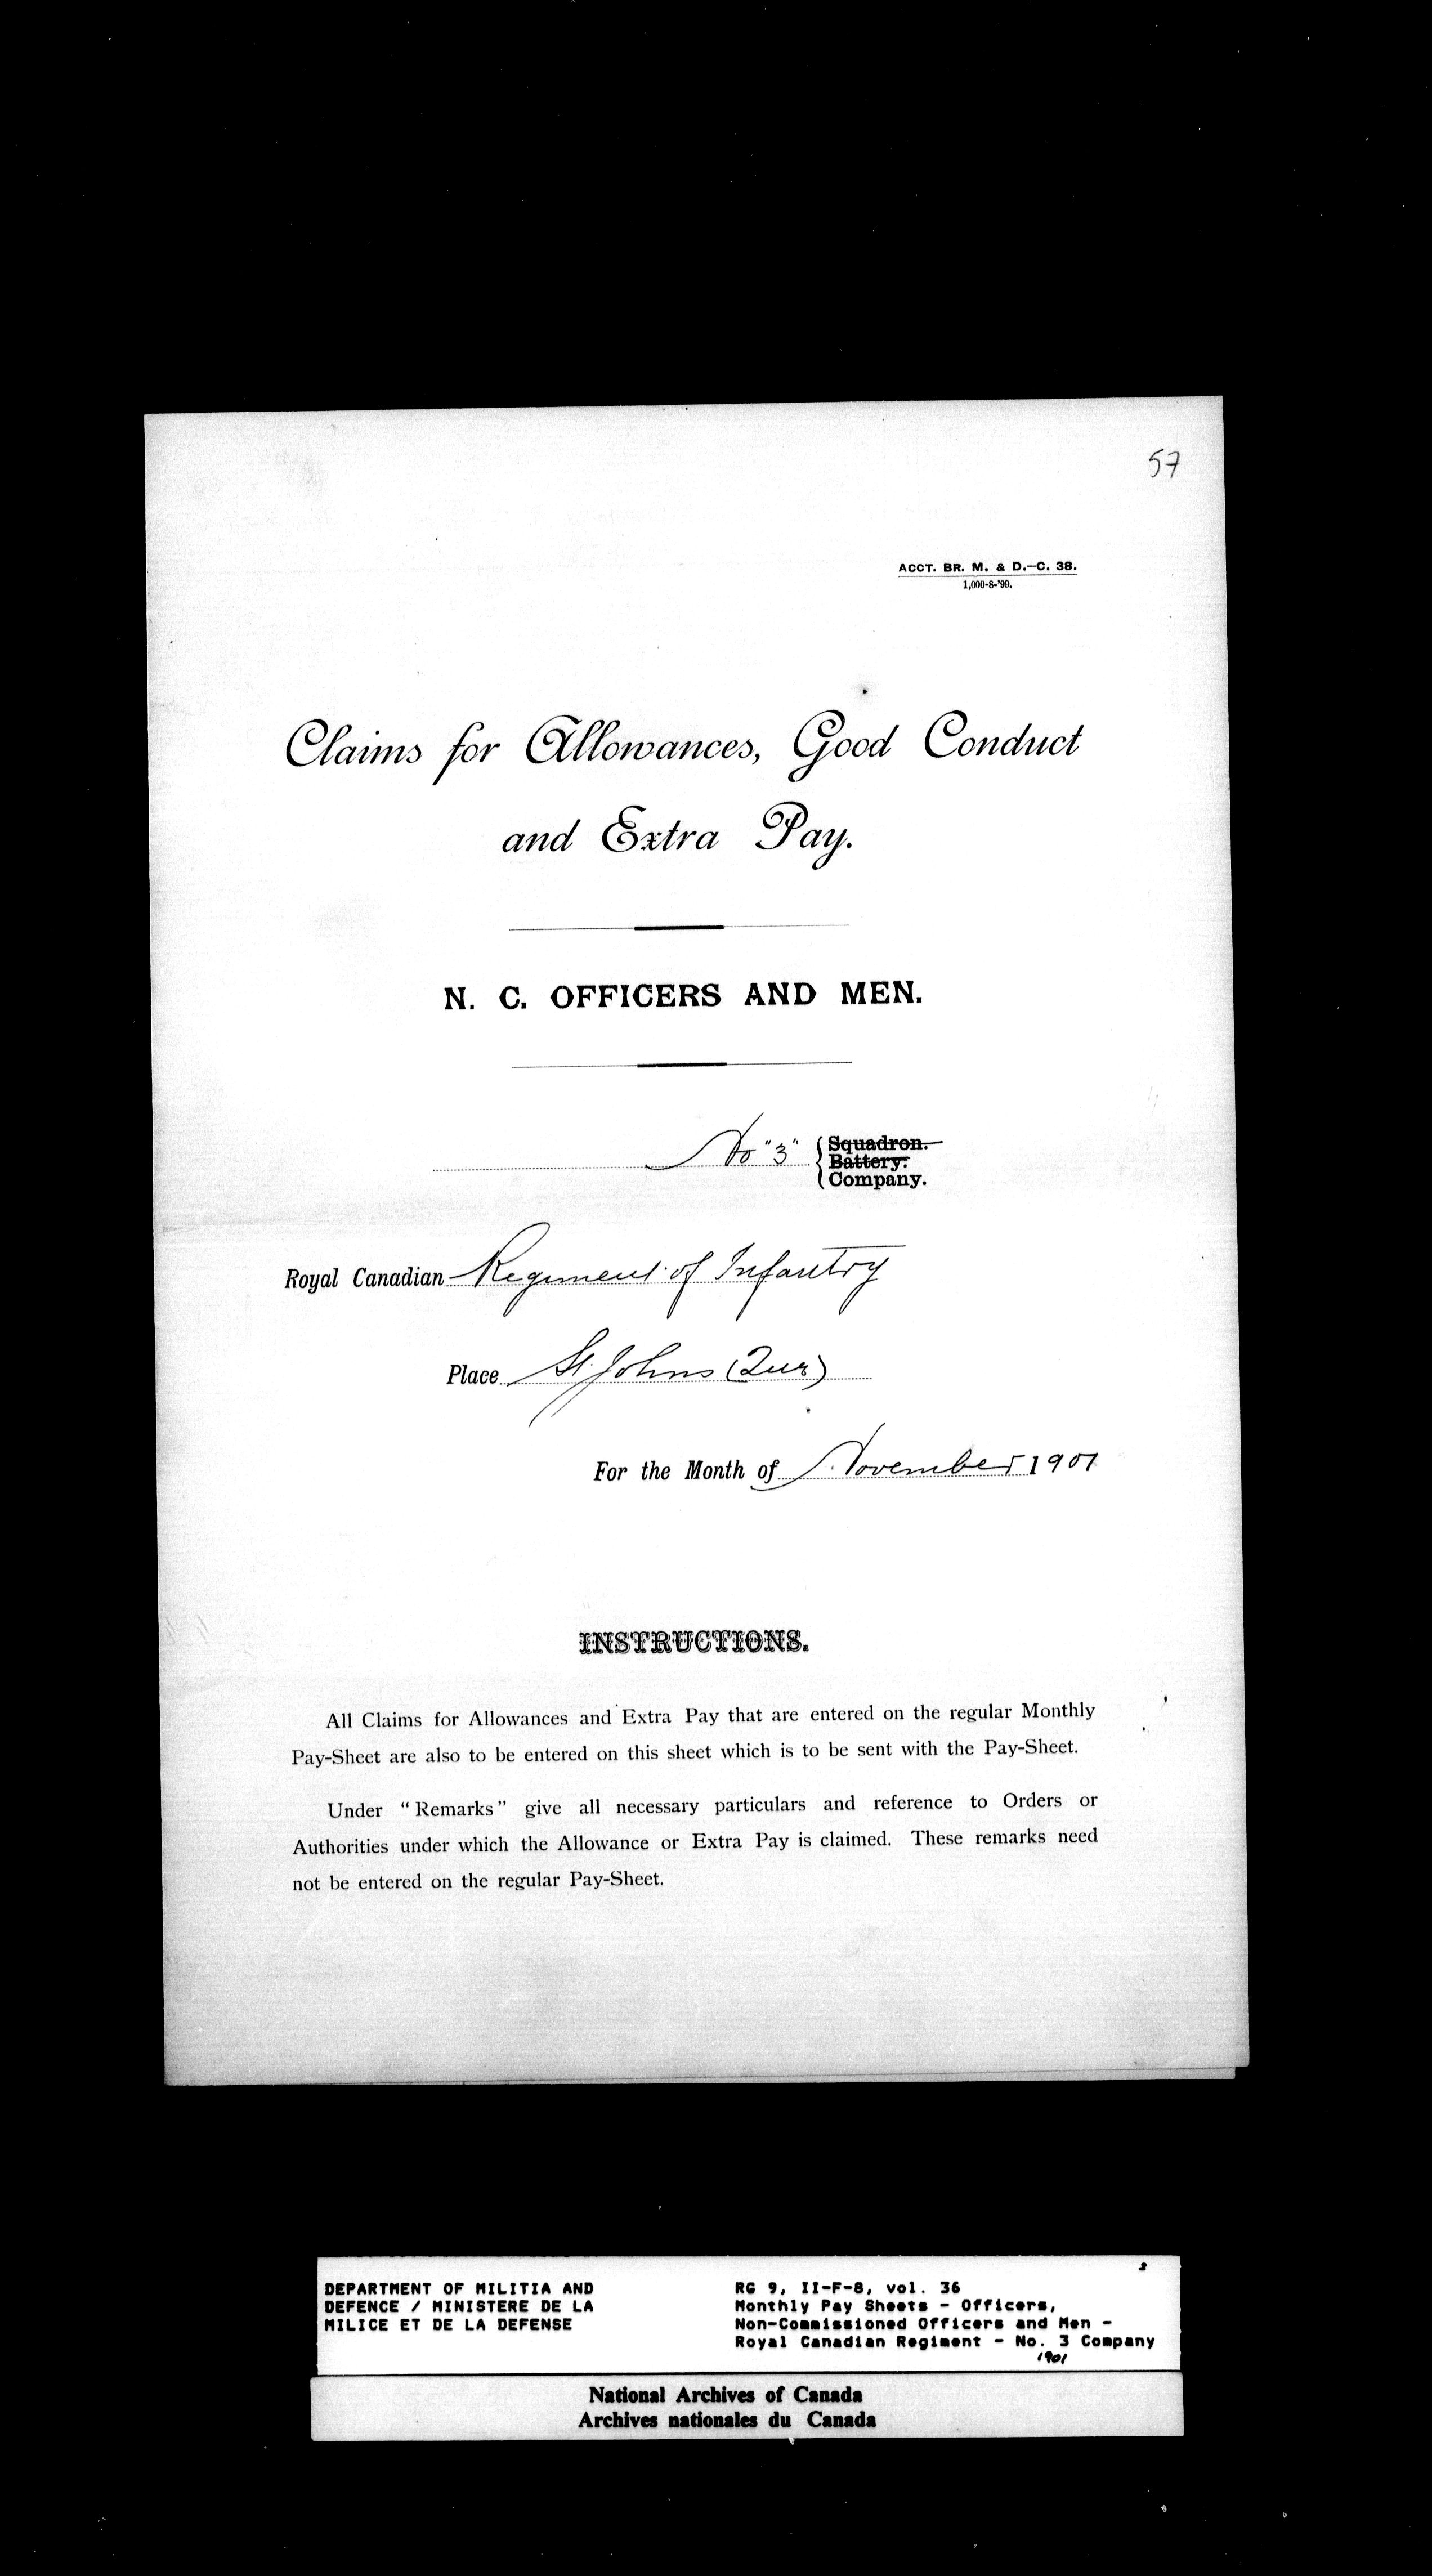 57
ACCT. BR. M. & D.—C. 38.
1,000-8-'99.
Claims for Allowances, Good Conduct
and Extra Pay.
N. C. OFFICERS AND MEN.
No "3" { Squadron.
Battery.
Company.
Royal Canadian Regiment of Infantry
Place St. Johns (Que)
For the Month of November 1901
INSTRUCTIONS.
All Claims for Allowances and Extra Pay that are entered on the regular Monthly
Pay-Sheet are also to be entered on this sheet which is to be sent with the Pay-Sheet.
Under "Remarks" give all necessary particulars and reference to Orders or
Authorities under which the Allowance or Extra Pay is claimed. These remarks need
not be entered on the regular Pay-Sheet.
2
DEPARTMENT OF MILITIA AND
DEFENCE / MINISTERE DE LA
MILICE ET DE LA DEFENSE
RG 9, II-F-8, vol. 36
Monthly Pay Sheets - Officers,
Non-Commissioned Officers and Men -
Royal Canadian Regiment - No. 3 Company
1901
National Archives of Canada
Archives nationales du Canada